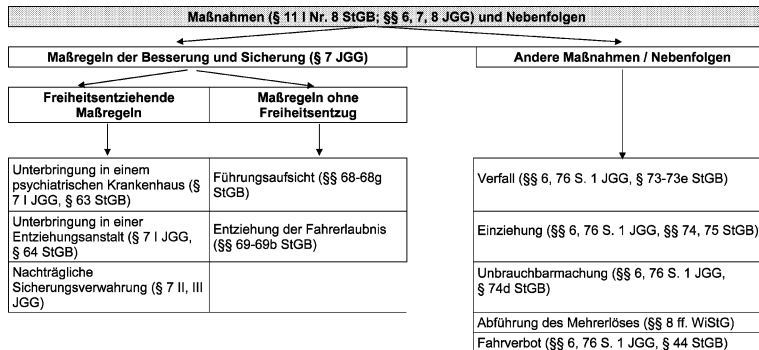 Maßnahmen (§ 11 I Nr. 8 StGB; §§ 6, 7, 8 JGG) und Nebenfolgen
Maßregeln der Besserung und Sicherung (§ 7 JGG)
Andere Maßnahmen / Nebenfolgen
Freiheitsentziehende
Maßregeln
Maßregeln ohne
Freiheitsentzug
Unterbringung in einem
psychiatrischen Krankenhaus (§
7 I JGG, § 63 StGB)
Führungsaufsicht (§§ 68-68g
StGB)
Verfall (§§ 6, 76 S. 1 JGG, § 73-73e StGB)
Unterbringung in einer
Entziehungsanstalt (§ 7 I JGG,
§ 64 StGB)
Entziehung der Fahrerlaubnis
(§§ 69-69b StGB)
Einziehung (§§ 6, 76 S. 1 JGG, §§ 74, 75 StGB)
Nachträgliche
Sicherungsverwahrung (§ 7 II, III
JGG)
Unbrauchbarmachung (§§ 6, 76 S. 1 JGG,
§ 74d StGB)
Abführung des Mehrerlöses (§§ 8 ff. WiStG)
Fahrverbot (§§ 6, 76 S. 1 JGG, § 44 StGB)